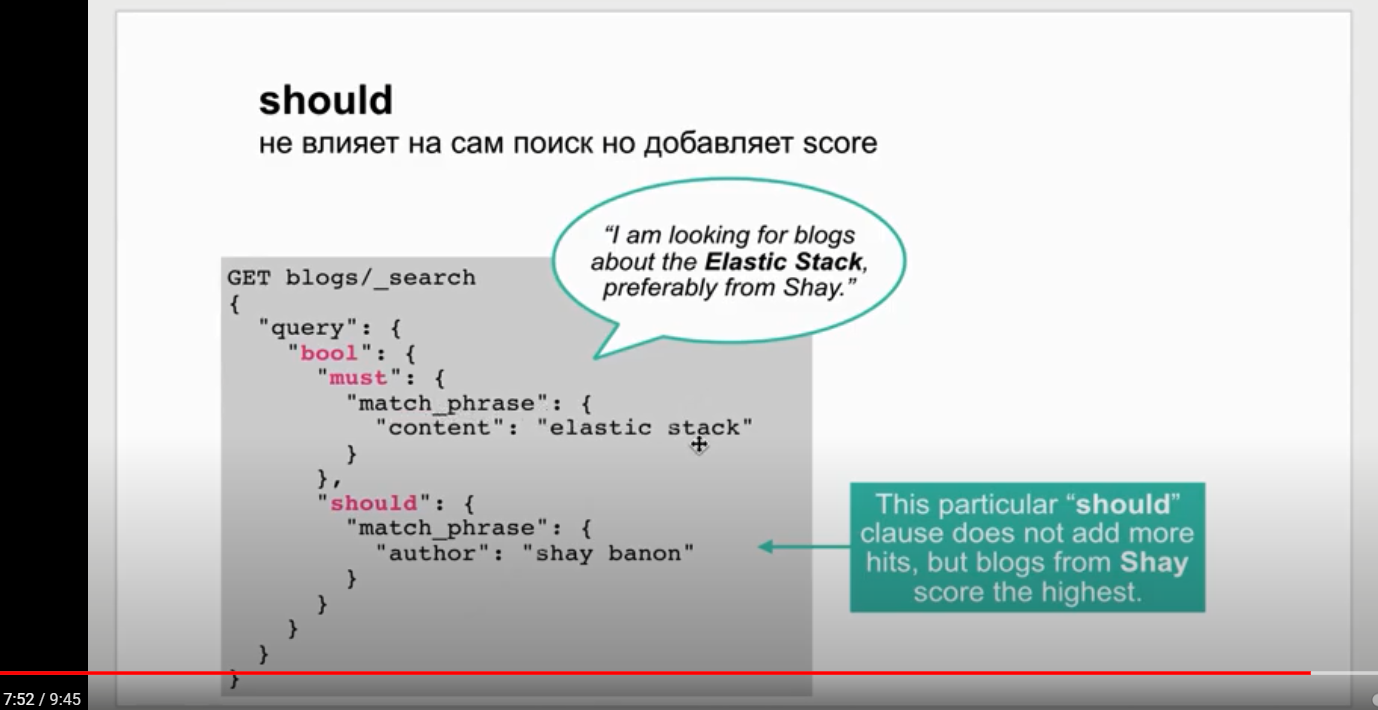 should
не влияет на сам поиск но добавляет score
“I am looking for blogs
about the Elastic Stack,
preferably from Shay.”
GET blogs/_search
{
  "query": {
    "bool": {
      "must": {
        "match_phrase": {
          "content": "elastic stack"
        }
      },
      "should": {
        "match_phrase": {
          "author": "shay banon"
        }
      }
    }
  }
}
This particular “should”
clause does not add more
hits, but blogs from Shay
score the highest.
7:52 / 9:45